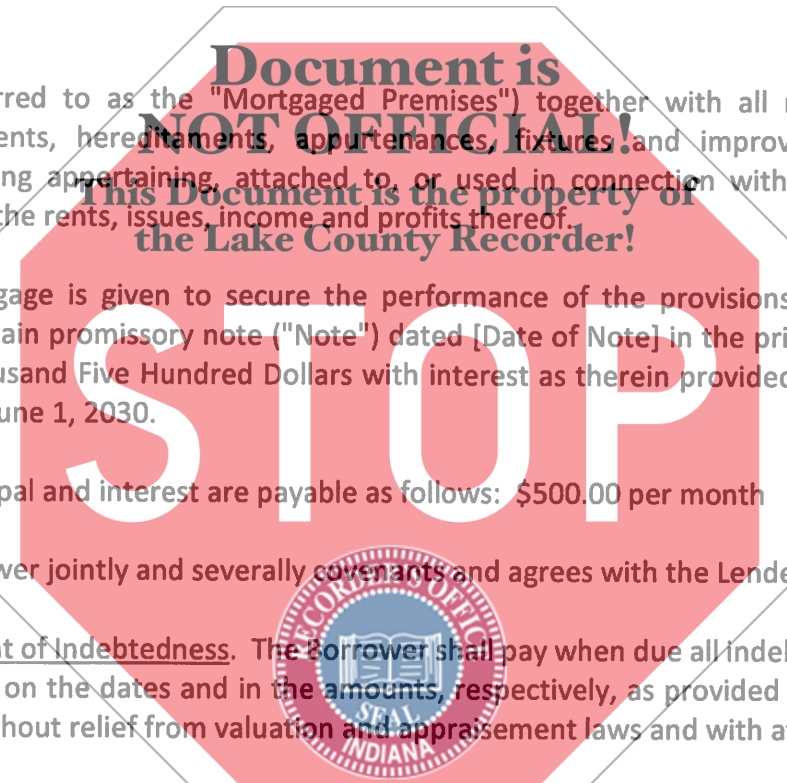 Document is
rred to as the "Mortgaged Premises") together with all
NOT OFFICIAL!
ents, hereditaments, appurtenances, fixtures and improv
ng appertaining, attached to, or used in connection with
This Document is the property of
the rents, issues, income and profits thereof.
the Lake County Recorder!
gage is given to secure the performance of the provisions
ain promissory note ("Note") dated [Date of Note] in the pri
usand Five Hundred Dollars with interest as therein provided
une 1, 2030.
STOP
pal and interest are payable as follows: $500.00 per month
wer jointly and severally covenants and agrees with the Lende
RECORDER'S OFFIC
nt of Indebtedness. The Borrower shall pay when due all indel
on the dates and in the amounts, respectively, as provided
SEAL
hout relief from valuation and appraisement laws and with a
INDIANA